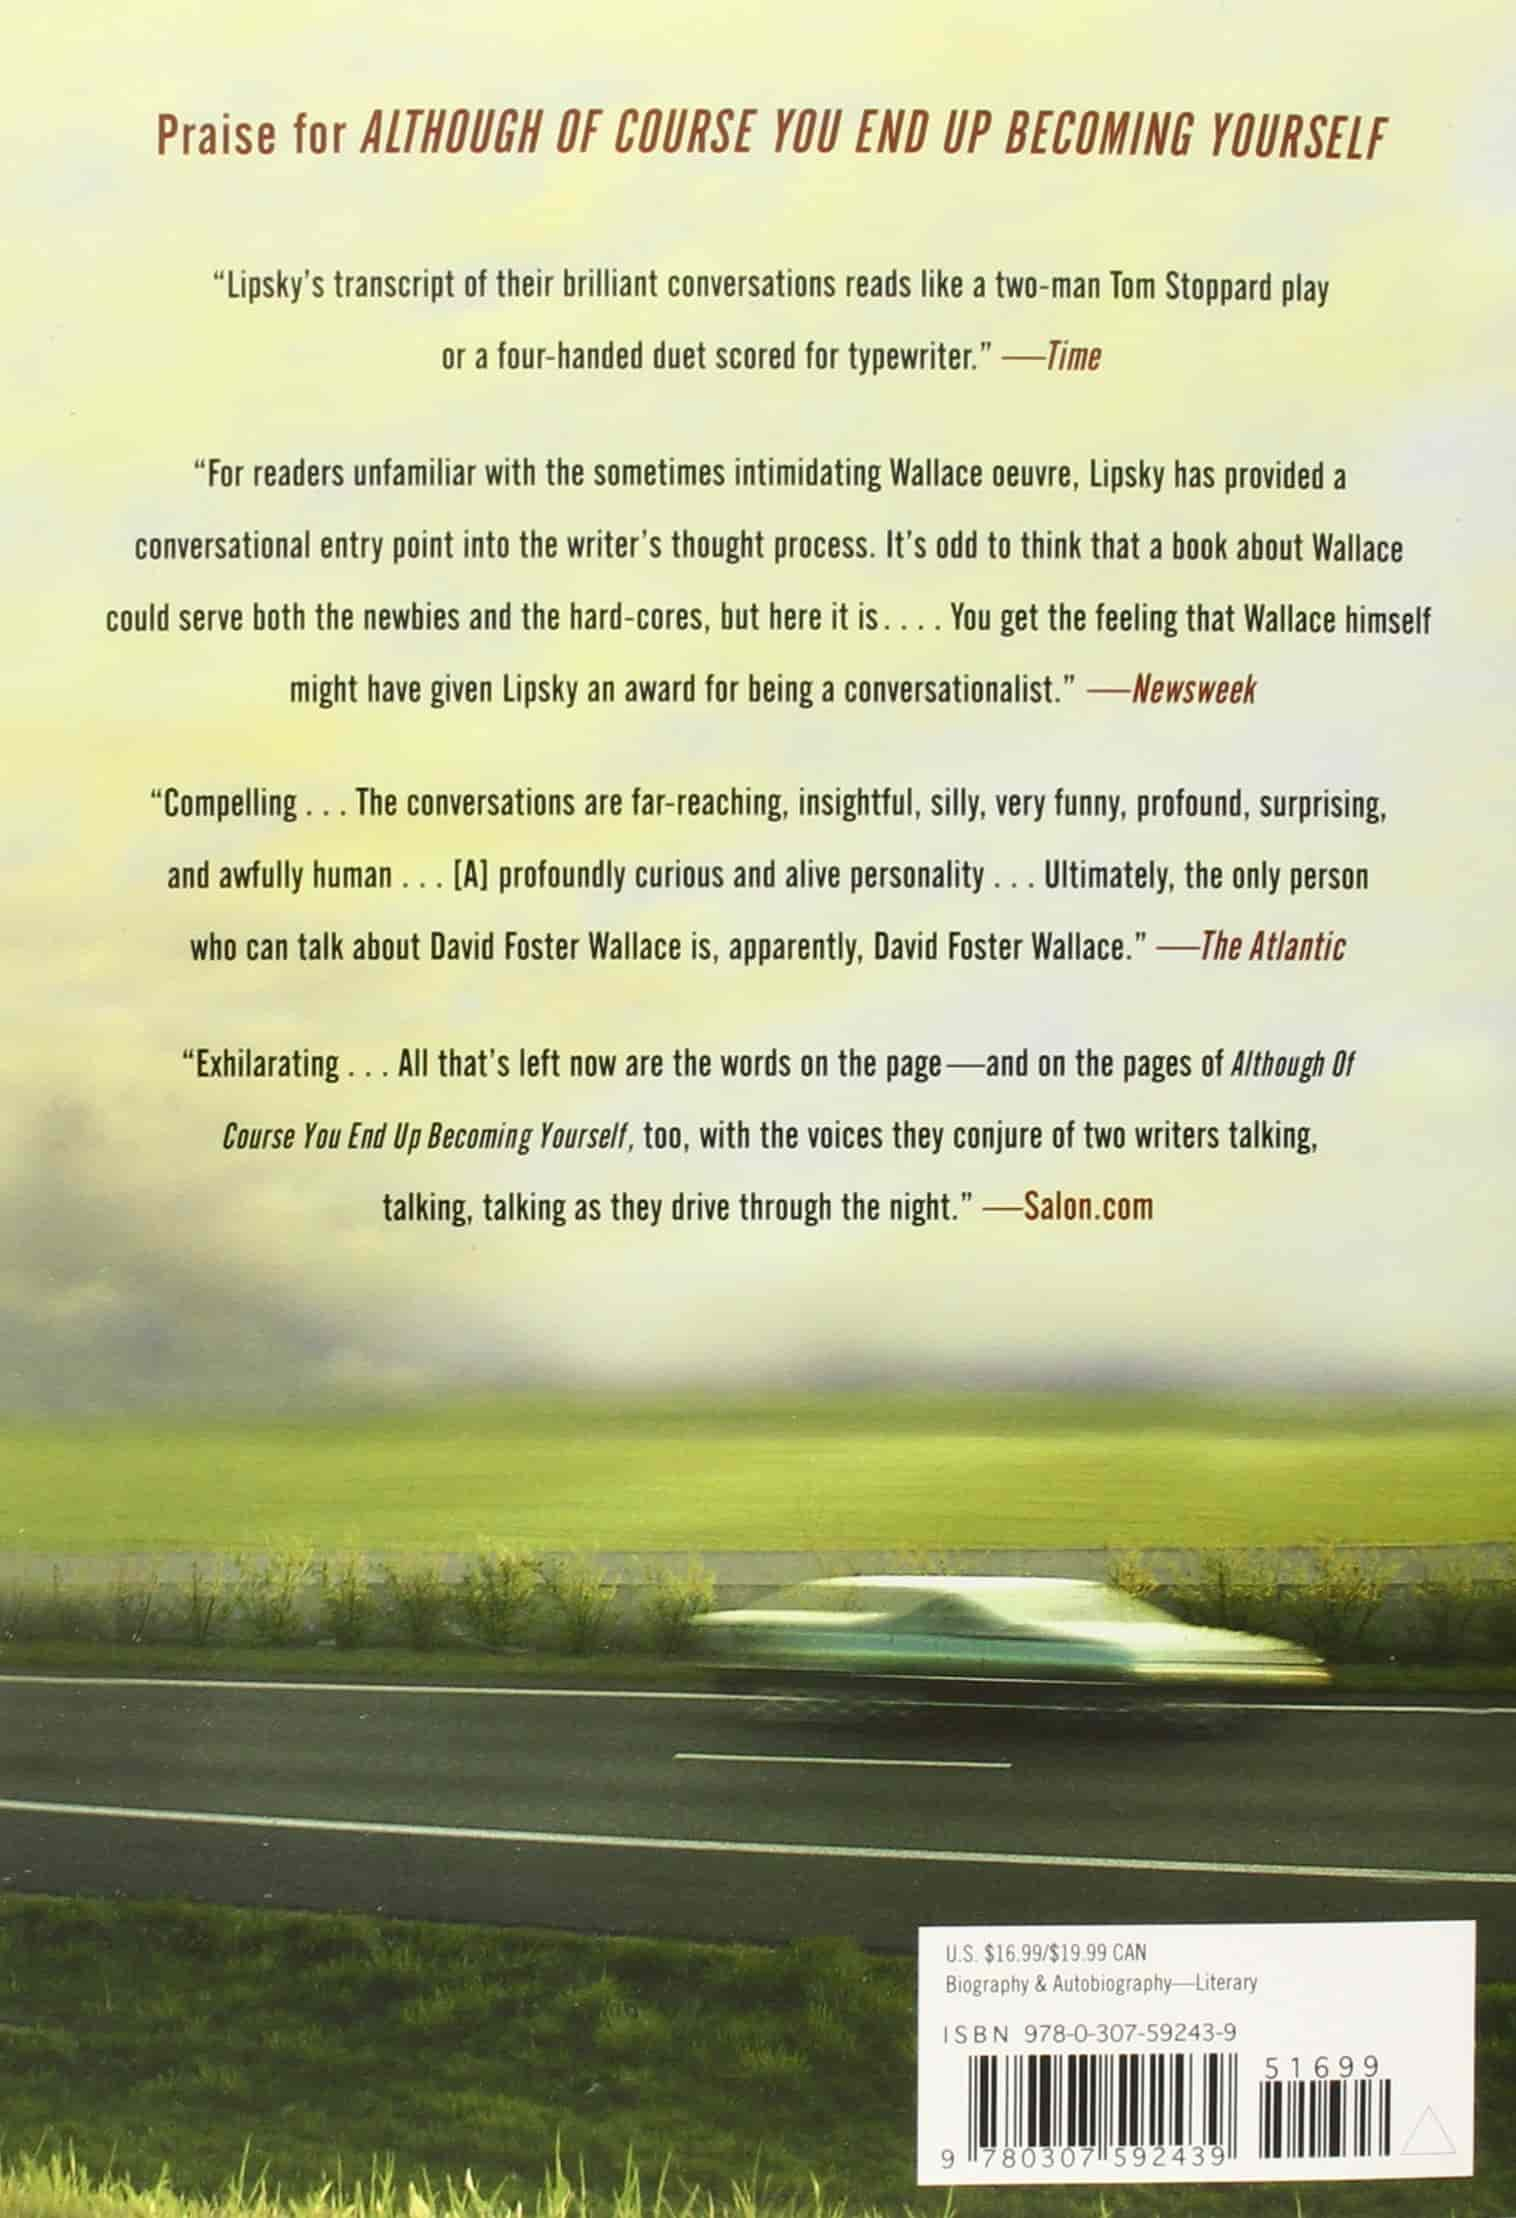 Praise for ALTHOUGH OF COURSE YOU END UP BECOMING YOURSELF
“Lipsky’s transcript of their brilliant conversations reads like a two-man Tom Stoppard play
or a four-handed duet scored for typewriter.” —Time
“For readers unfamiliar with the sometimes intimidating Wallace oeuvre, Lipsky has provided a
conversational entry point into the writer’s thought process. It’s odd to think that a book about Wallace
could serve both the newbies and the hard-cores, but here it is. . . . You get the feeling that Wallace himself
might have given Lipsky an award for being a conversationalist.” —Newsweek
“Compelling . . . The conversations are far-reaching, insightful, silly, very funny, profound, surprising,
and awfully human . . . [A] profoundly curious and alive personality . . . Ultimately, the only person
who can talk about David Foster Wallace is, apparently, David Foster Wallace.” —The Atlantic
“Exhilarating . . . All that’s left now are the words on the page—and on the pages of Although Of
Course You End Up Becoming Yourself, too, with the voices they conjure of two writers talking,
talking, talking as they drive through the night.” —Salon.com
U.S. $16.99/$19.99 CAN
Biography & Autobiography—Literary
ISBN 978-0-307-59243-9
51699
9 780307 592439